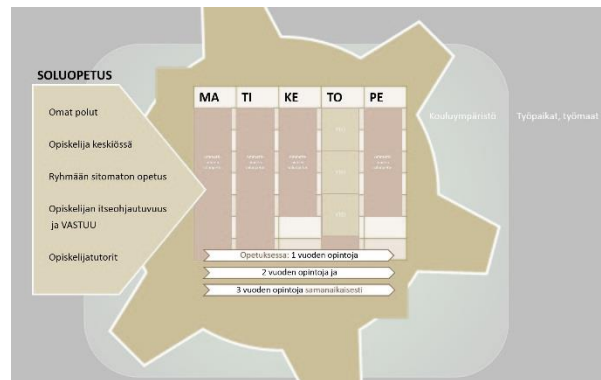 SOLUOPETUS
Omat polut
Opiskelija keskiössä
Ryhmään sitomaton opetus
Opiskelijan itseohjautuvuus
ja VASTUU
Opiskelijatutorit
MA TI KE TO PE
Kouluympäristö
Työpaikat, työmaat
Opetuksessa: 1 vuoden opintoja
2 vuoden opintoja ja
3 vuoden opintoja samanaikaisesti